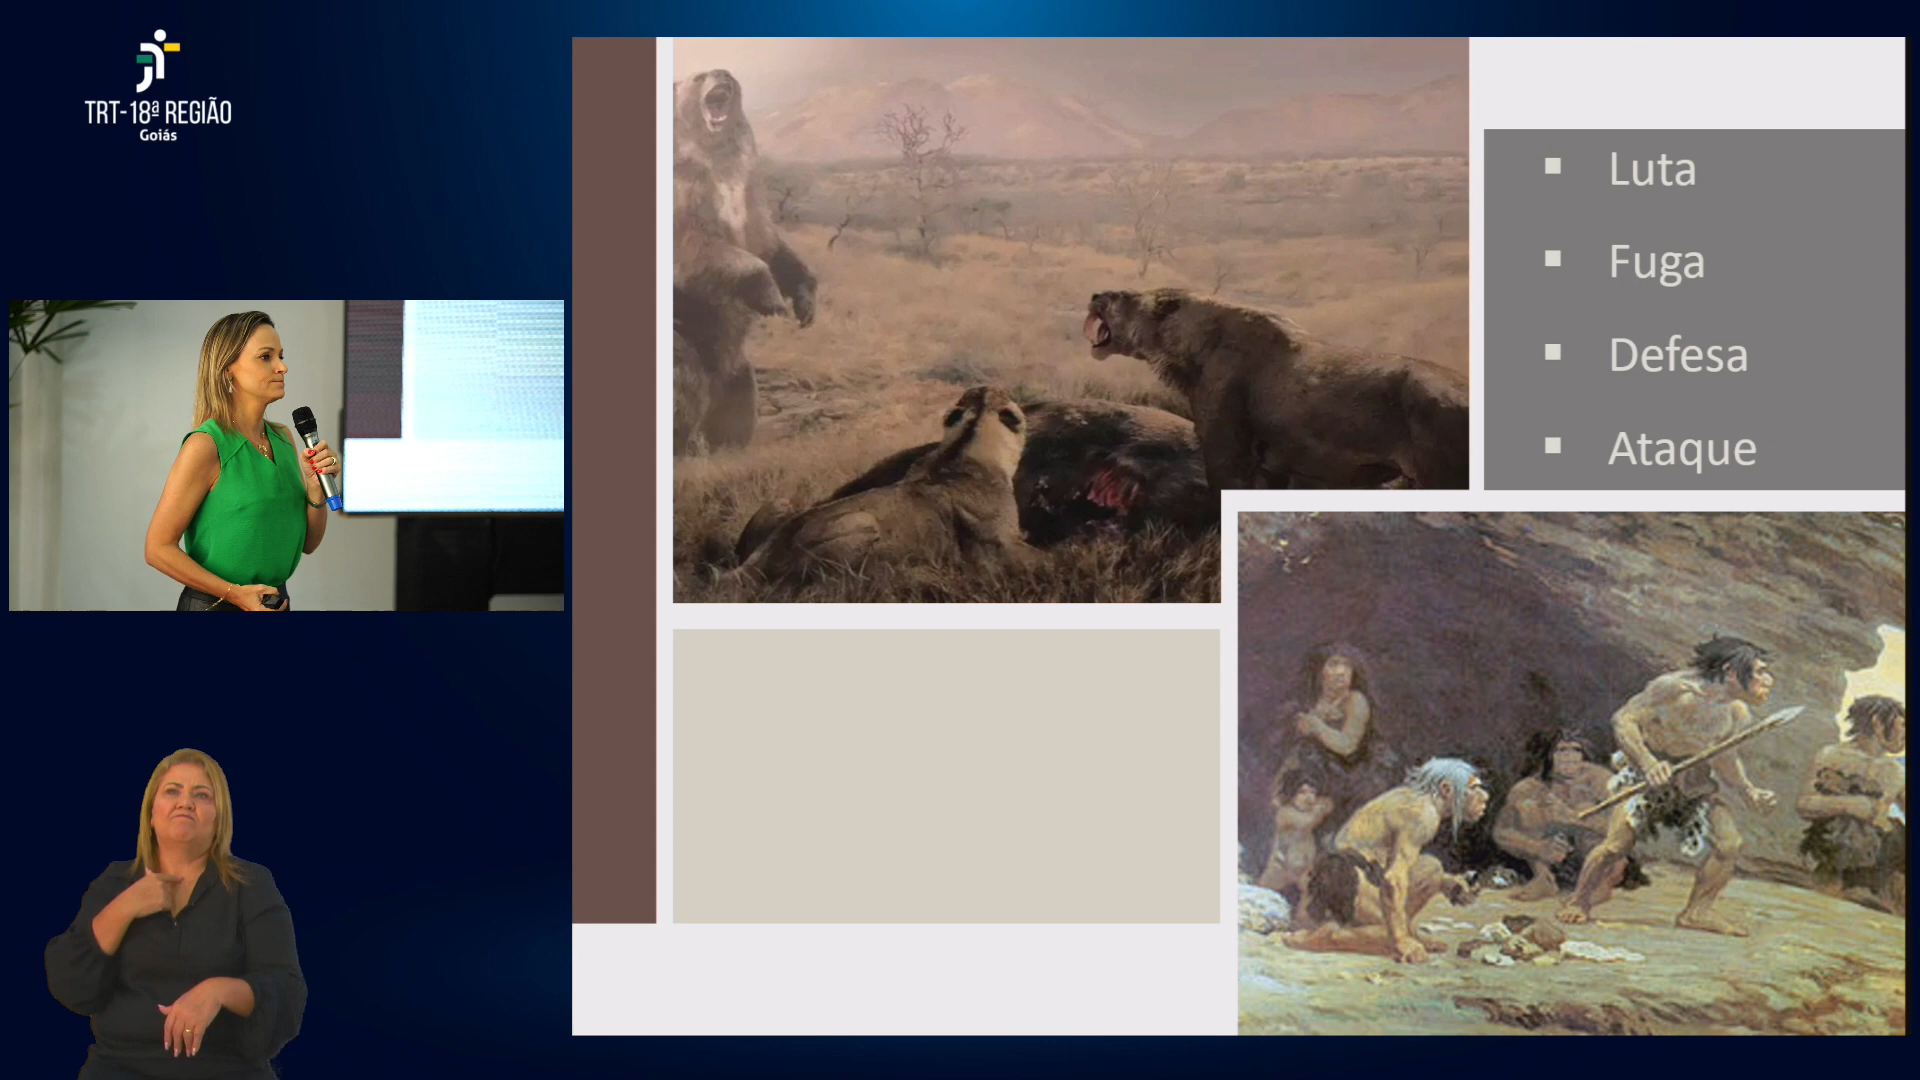 TRT-18ª REGIÃO
Goiás
Luta
Fuga
Defesa
Ataque